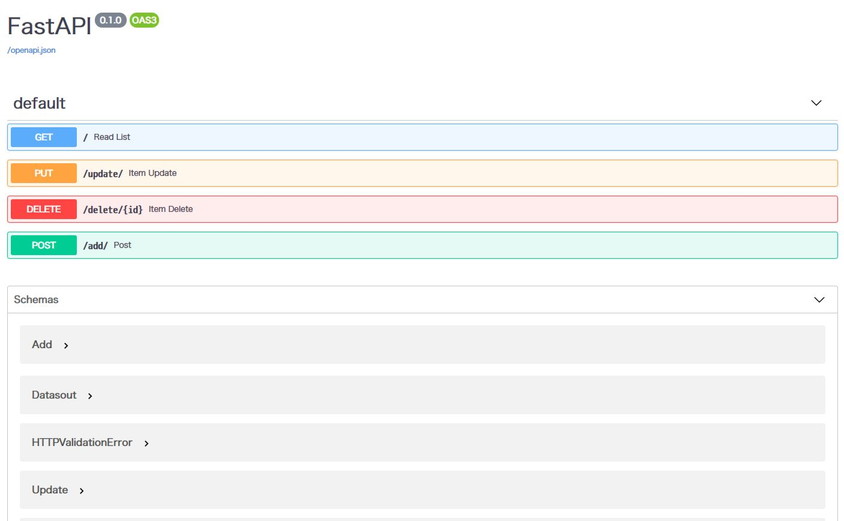 FastAPI 0.1.0 OAS3
/openapi.json
default
GET / Read List
PUT /update/ Item Update
DELETE /delete/{id} Item Delete
POST /add/ Post
Schemas
Add
Datasout
HTTPValidationError
Update